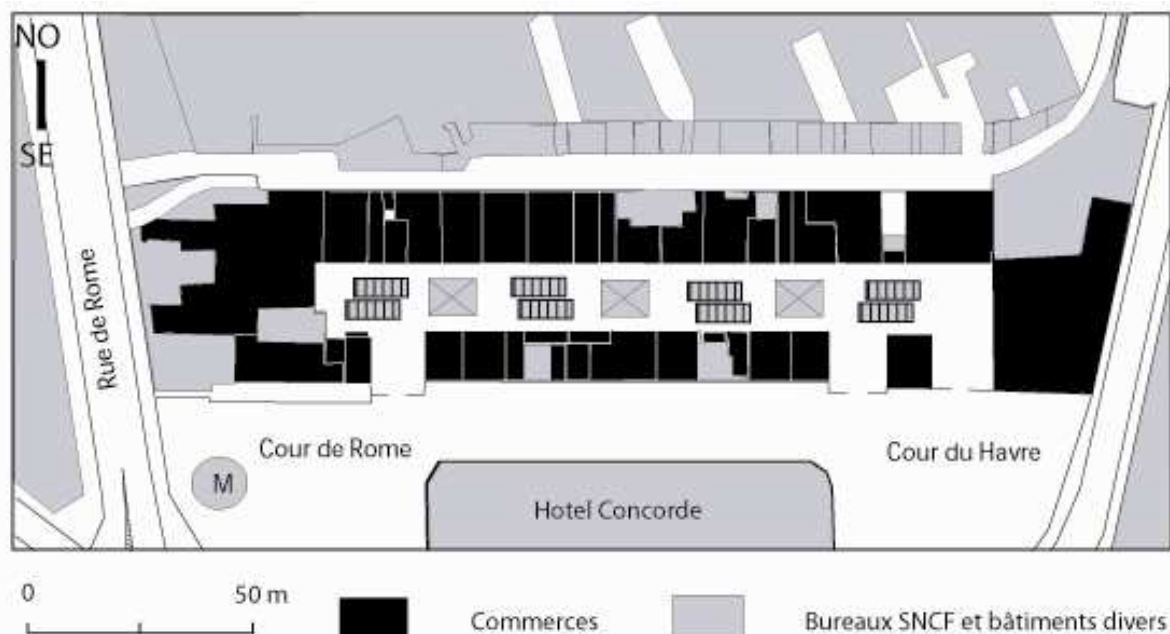 NO
SE
Rue de Rome
Cour de Rome
Cour du Havre
M
Hotel Concorde
0 50 m
Commerces
Bureaux SNCF et bâtiments divers